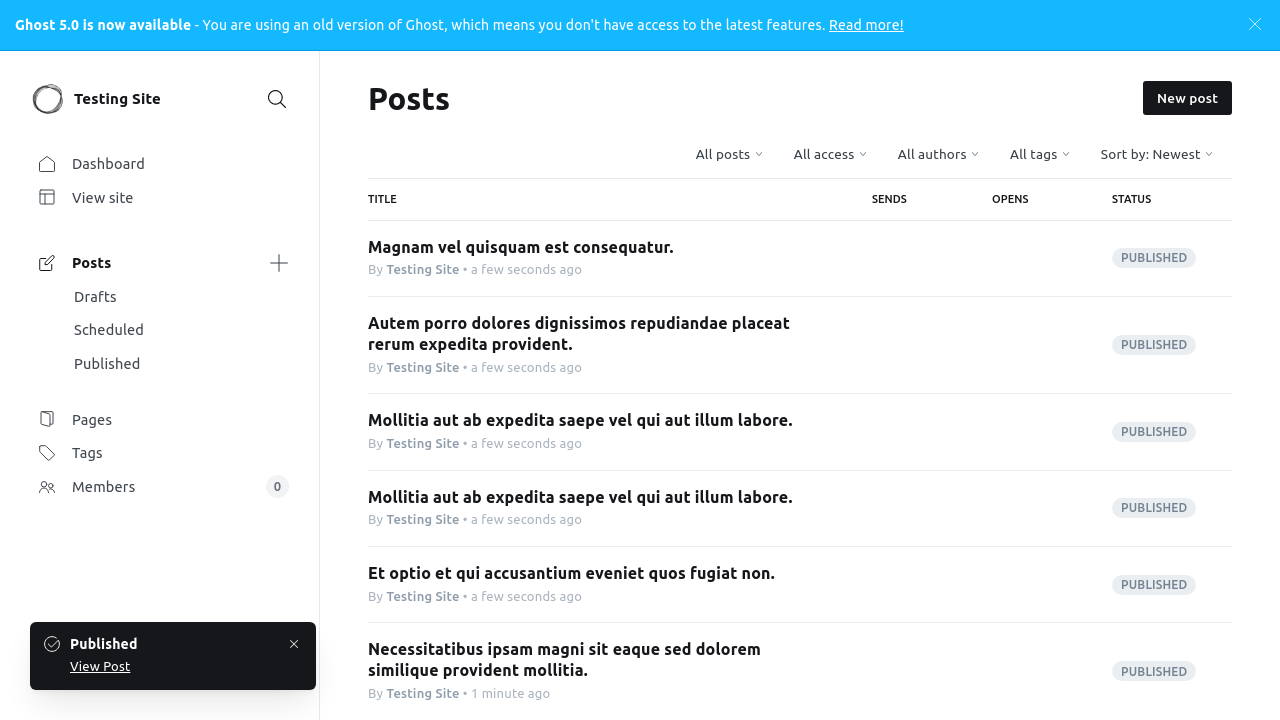 Ghost 5.0 is now available - You are using an old version of Ghost, which means you don't have access to the latest features. Read more!
Testing Site
Dashboard
View site
Posts
Drafts
Scheduled
Published
Pages
Tags
Members 0
Published
View Post
Posts
New post
All posts All access All authors All tags Sort by: Newest
TITLE SENDS OPENS STATUS
Magnam vel quisquam est consequatur.
By Testing Site • a few seconds ago
PUBLISHED
Autem porro dolores dignissimos repudiandae placeat
rerum expedita provident.
By Testing Site • a few seconds ago
PUBLISHED
Mollitia aut ab expedita saepe vel qui aut illum labore.
By Testing Site • a few seconds ago
PUBLISHED
Mollitia aut ab expedita saepe vel qui aut illum labore.
By Testing Site • a few seconds ago
PUBLISHED
Et optio et qui accusantium eveniet quos fugiat non.
By Testing Site • a few seconds ago
PUBLISHED
Necessitatibus ipsam magni sit eaque sed dolorem
similique provident mollitia.
By Testing Site • 1 minute ago
PUBLISHED